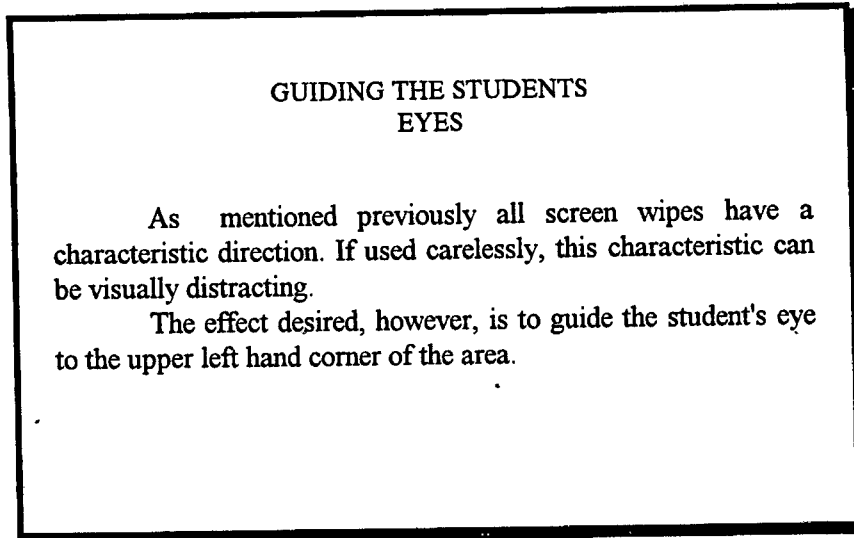 GUIDING THE STUDENTS
EYES
As mentioned previously all screen wipes have a
characteristic direction. If used carelessly, this characteristic can
be visually distracting.
The effect desired, however, is to guide the student's eye
to the upper left hand corner of the area.